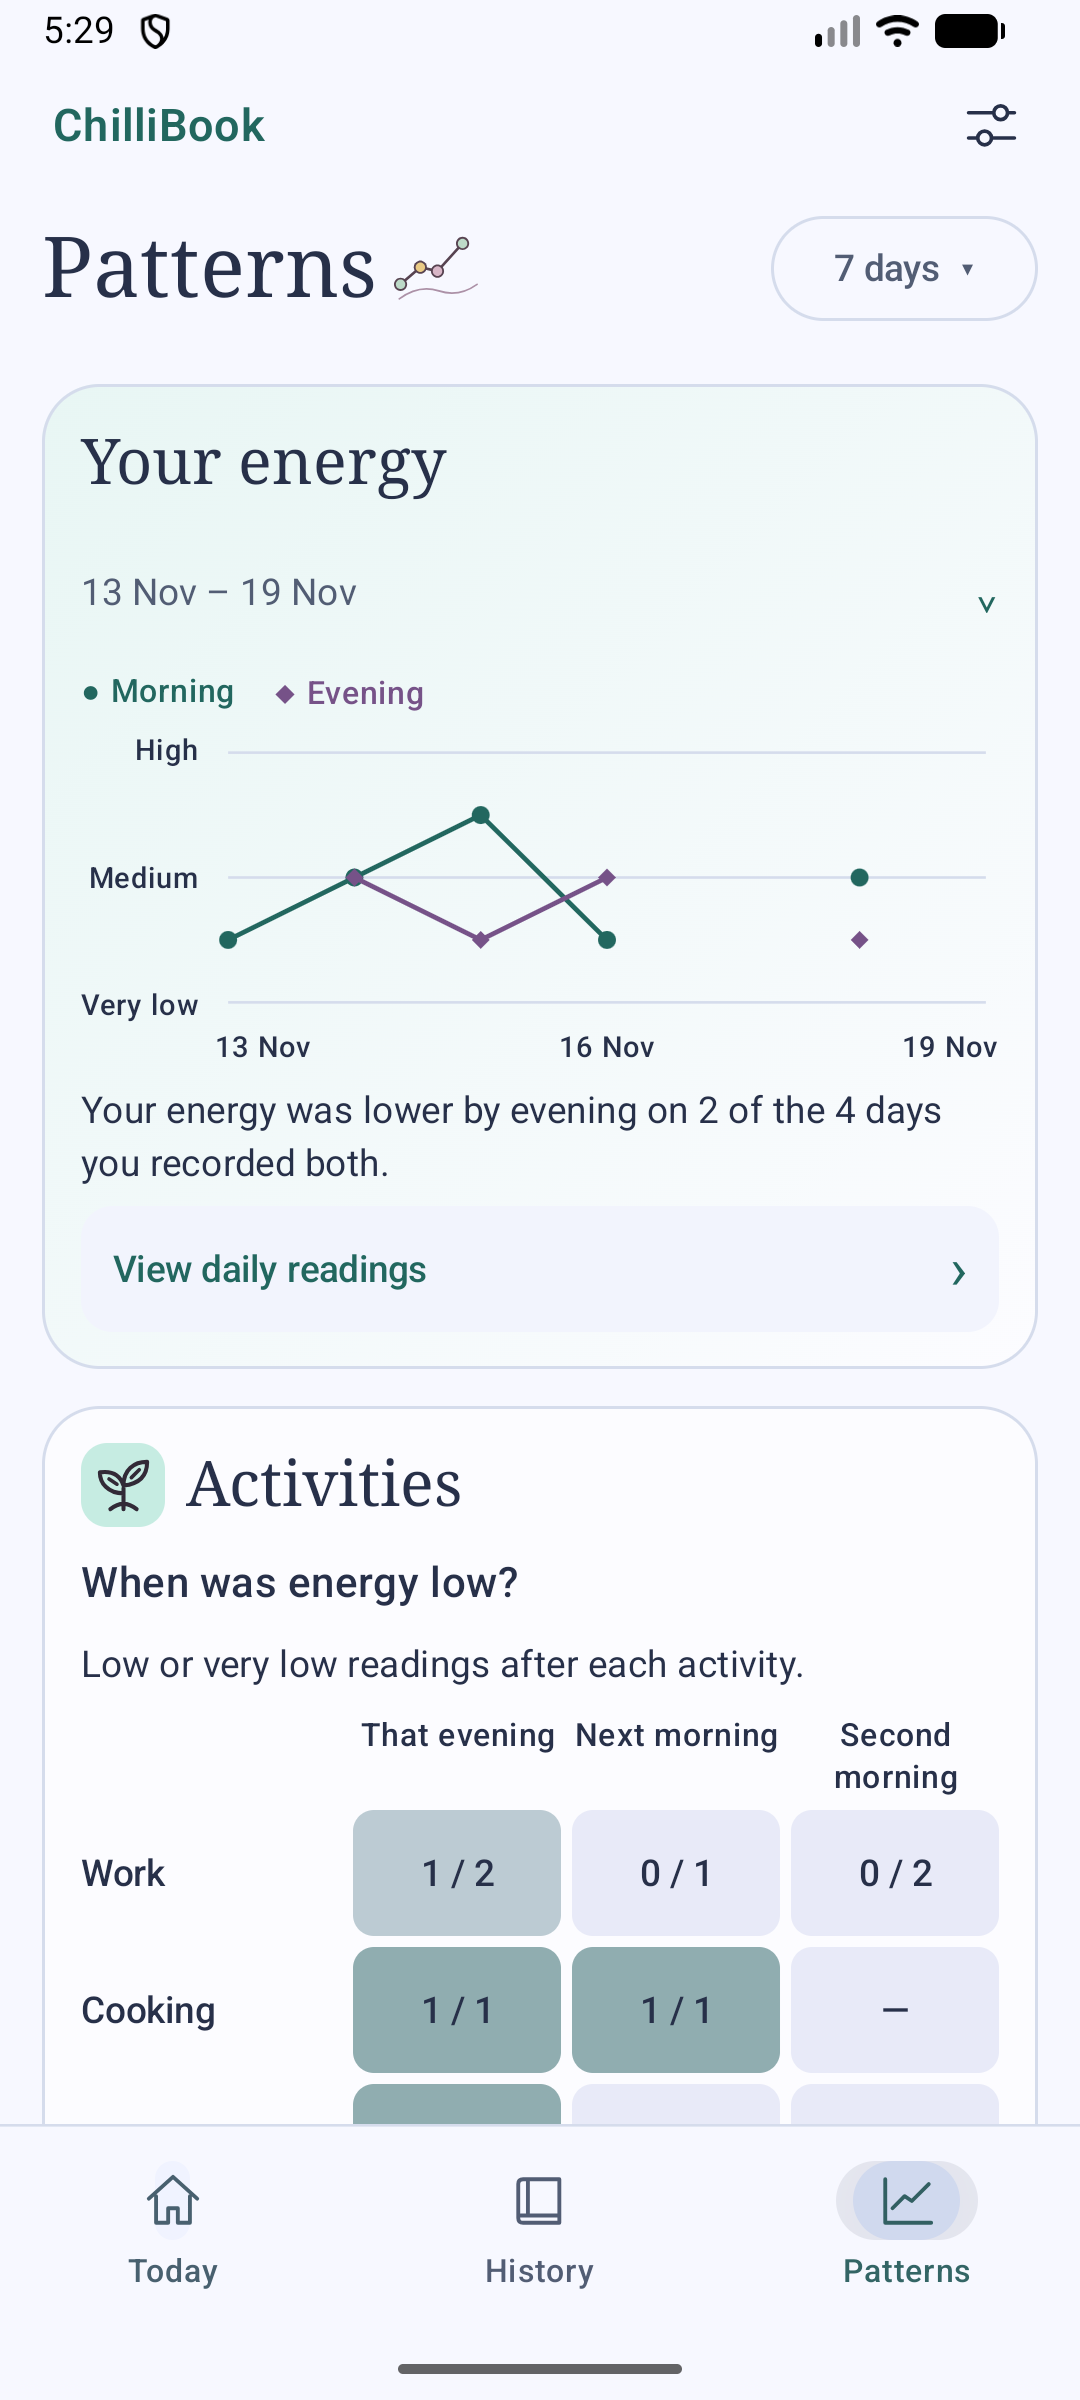 5:29
ChilliBook
Patterns
7 days ▾
Your energy
13 Nov – 19 Nov
Morning
Evening
High
Medium
Very low
13 Nov
16 Nov
19 Nov
Your energy was lower by evening on 2 of the 4 days
you recorded both.
View daily readings ›
Activities
When was energy low?
Low or very low readings after each activity.
That evening
Next morning
Second
morning
Work
1 / 2
0 / 1
0 / 2
Cooking
1 / 1
1 / 1
–
Today
History
Patterns